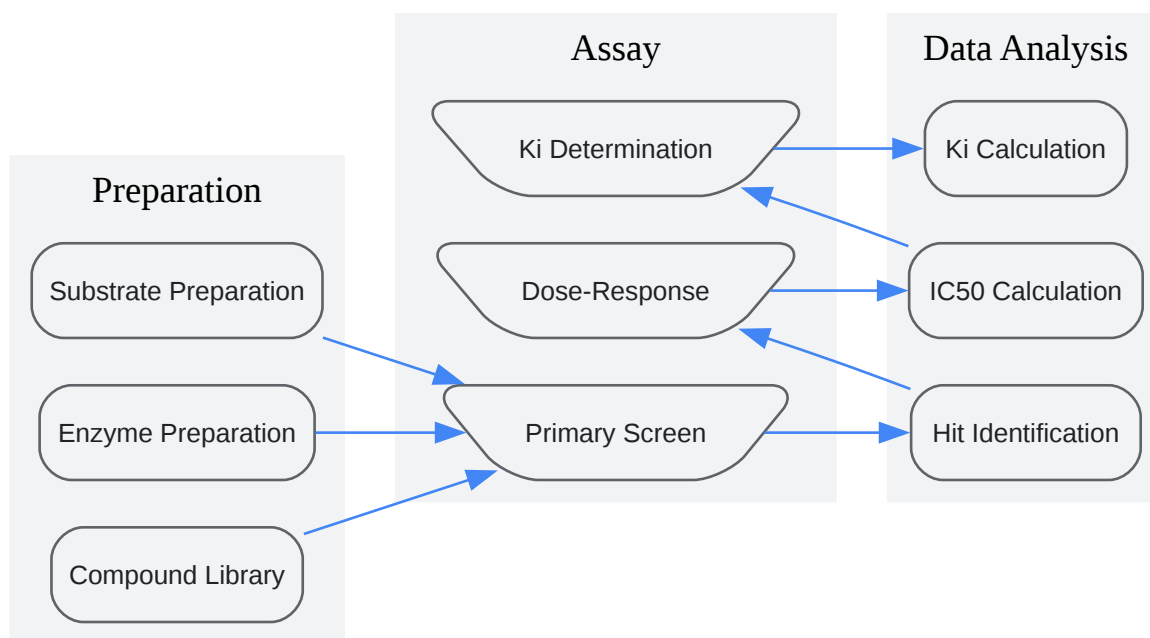 Preparation
Substrate Preparation
Enzyme Preparation
Compound Library
Assay
Ki Determination
Dose-Response
Primary Screen
Data Analysis
Ki Calculation
IC50 Calculation
Hit Identification